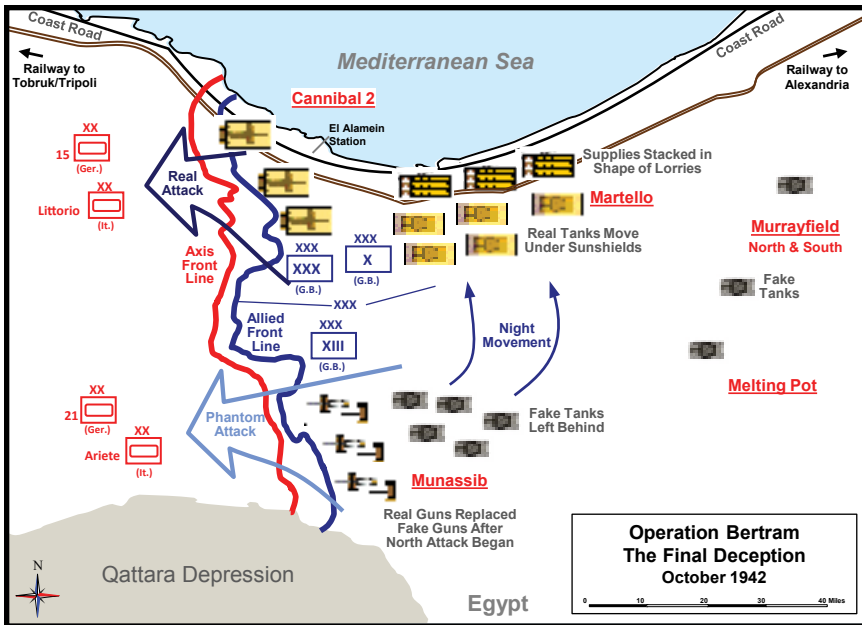 Coast Road
Coast Road
Mediterranean Sea
Railway to
Tobruk/Tripoli
Railway to
Alexandria
Cannibal 2
El Alamein
Station
XX
15
(Ger.)
Real
Attack
XX
Littorio
(It.)
Supplies Stacked in
Shape of Lorries
Martello
Murrayfield
North & South
Real Tanks Move
Under Sunshields
Axis
Front
Line
XXX
XXX
(G.B.)
XXX
X
(G.B.)
Fake
Tanks
XXX
Allied
Front
Line
XXX
XIII
(G.B.)
Night
Movement
Melting Pot
XX
21
(Ger.)
Phantom
Attack
Fake Tanks
Left Behind
XX
Ariete
(It.)
Munassib
Real Guns Replaced
Fake Guns After
North Attack Began
Operation Bertram
The Final Deception
October 1942
0 10 20 30 40 Miles
N
Qattara Depression
Egypt